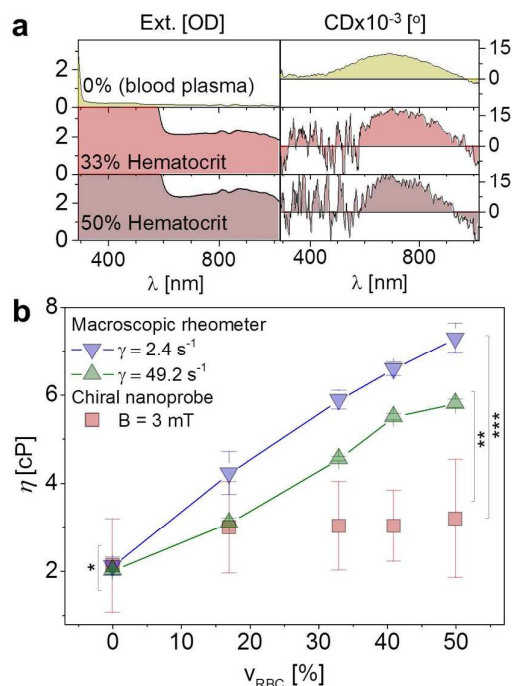 a
Ext. [OD]
CDx10⁻³ [°]
2
0
0% (blood plasma)
15
0
2
0
33% Hematocrit
15
0
2
0
50% Hematocrit
15
0
400 800
400 800
λ [nm]
λ [nm]
b
8
6
4
2
η [cP]
Macroscopic rheometer
γ = 2.4 s⁻¹
γ = 49.2 s⁻¹
Chiral nanoprobe
B = 3 mT
*
**
***
0 10 20 30 40 50
vRBC [%]